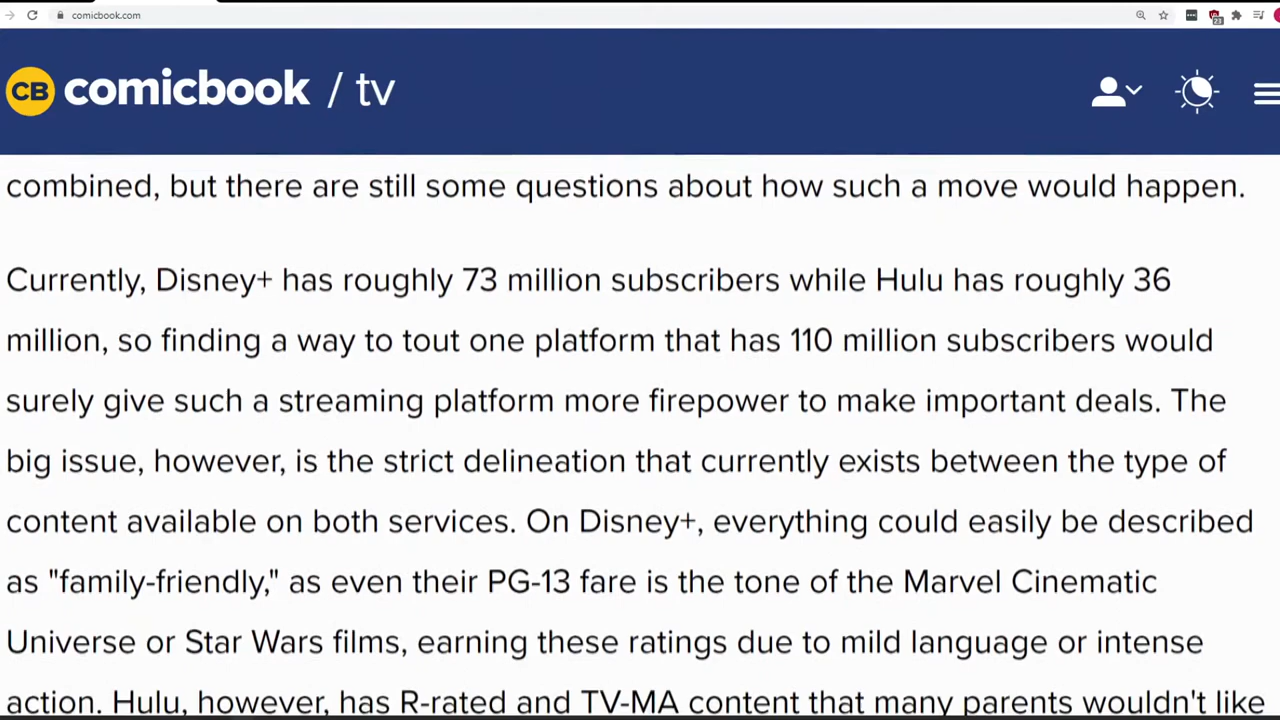 comicbook.com
23
CB comicbook / tv
combined, but there are still some questions about how such a move would happen.
Currently, Disney+ has roughly 73 million subscribers while Hulu has roughly 36
million, so finding a way to tout one platform that has 110 million subscribers would
surely give such a streaming platform more firepower to make important deals. The
big issue, however, is the strict delineation that currently exists between the type of
content available on both services. On Disney+, everything could easily be described
as "family-friendly," as even their PG-13 fare is the tone of the Marvel Cinematic
Universe or Star Wars films, earning these ratings due to mild language or intense
action. Hulu, however, has R-rated and TV-MA content that many parents wouldn't like